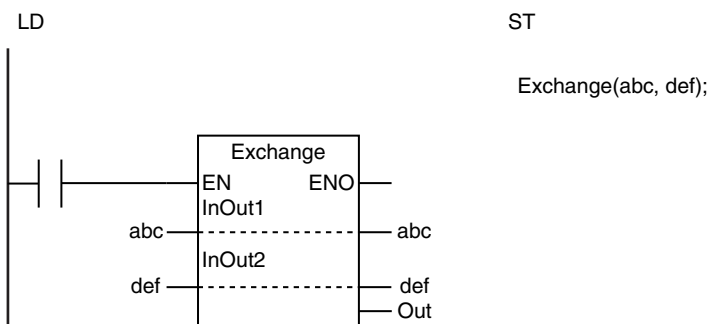 LD
ST
Exchange(abc, def);
Exchange
EN ENO
InOut1
abc abc
InOut2
def def
Out